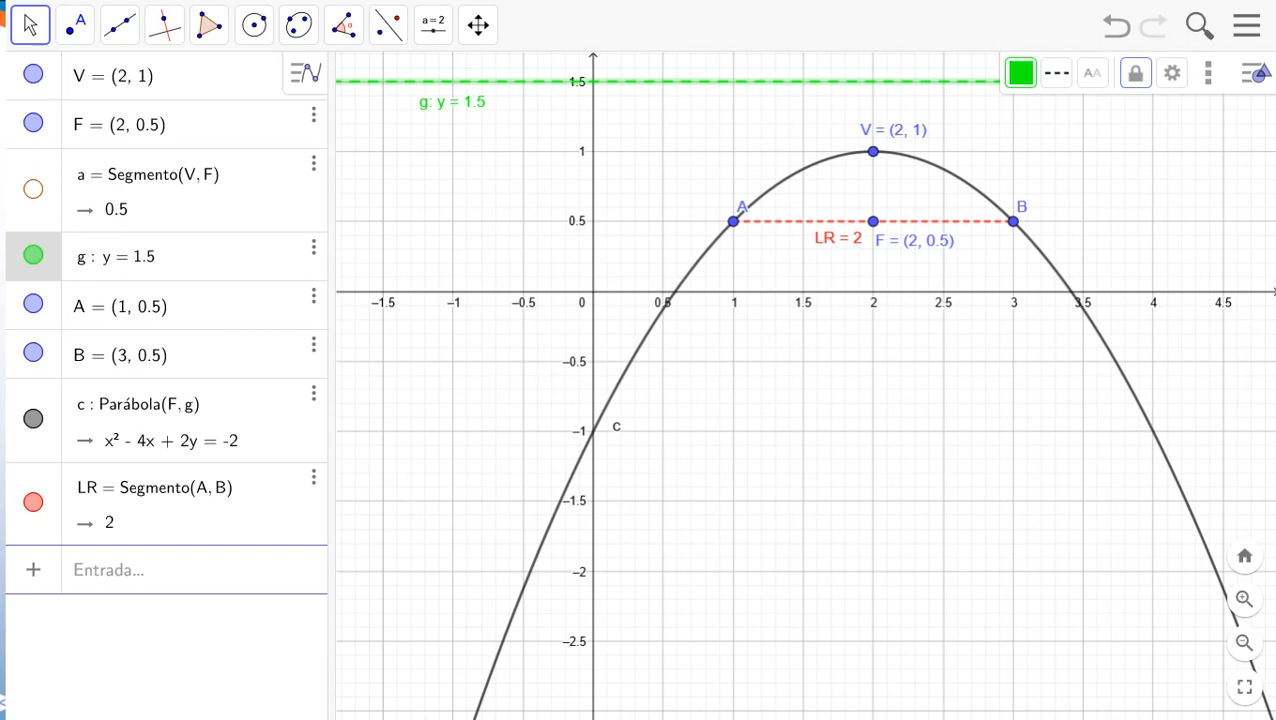 A
α
a=2
V = (2, 1)
F = (2, 0.5)
a = Segmento(V, F)
→ 0.5
g : y = 1.5
A = (1, 0.5)
B = (3, 0.5)
c : Parábola(F, g)
→ x² - 4x + 2y = -2
LR = Segmento(A, B)
→ 2
+ Entrada...
AA
1.5
g: y = 1.5
V = (2, 1)
1
A
B
0.5
LR = 2
F = (2, 0.5)
−1.5 −1 −0.5 0 0.5 1 1.5 2 2.5 3 3.5 4 4.5
−0.5
−1
c
−1.5
−2
−2.5